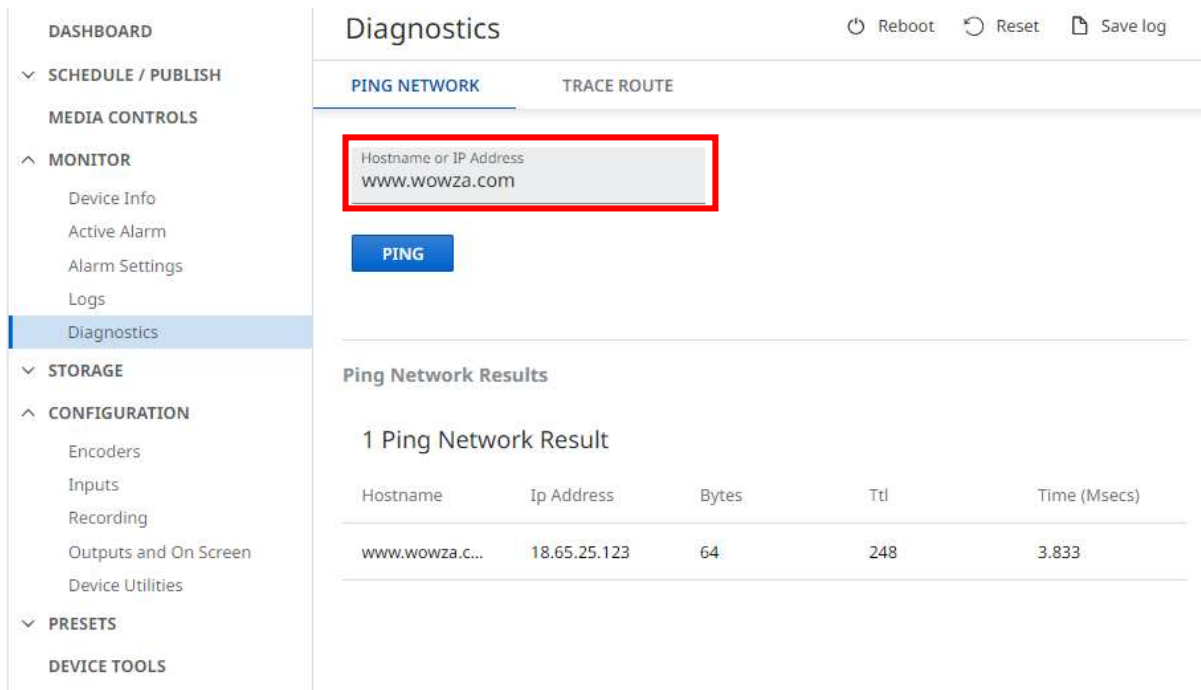 DASHBOARD
SCHEDULE / PUBLISH
MEDIA CONTROLS
MONITOR
Device Info
Active Alarm
Alarm Settings
Logs
Diagnostics
STORAGE
CONFIGURATION
Encoders
Inputs
Recording
Outputs and On Screen
Device Utilities
PRESETS
DEVICE TOOLS
Diagnostics Reboot Reset Save log
PING NETWORK TRACE ROUTE
Hostname or IP Address
www.wowza.com
PING
Ping Network Results
1 Ping Network Result
Hostname Ip Address Bytes Ttl Time (Msecs)
www.wowza.c... 18.65.25.123 64 248 3.833